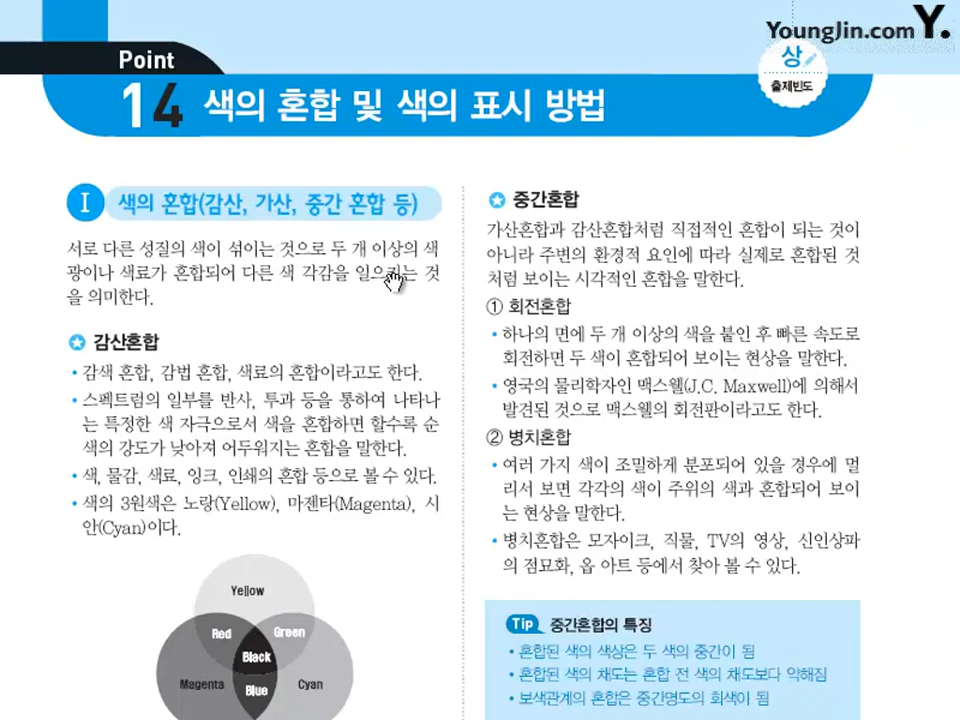 YoungJin.com Y.
상
출제빈도
Point
14 색의 혼합 및 색의 표시 방법
I 색의 혼합(감산, 가산, 중간 혼합 등)
서로 다른 성질의 색이 섞이는 것으로 두 개 이상의 색
광이나 색료가 혼합되어 다른 색 각감을 일으키는 것
을 의미한다.
감산혼합
• 감색 혼합, 감법 혼합, 색료의 혼합이라고도 한다.
• 스펙트럼의 일부를 반사, 투과 등을 통하여 나타나
는 특정한 색 자극으로서 색을 혼합하면 할수록 순
색의 강도가 낮아져 어두워지는 혼합을 말한다.
• 색, 물감, 색료, 잉크, 인쇄의 혼합 등으로 볼 수 있다.
• 색의 3원색은 노랑(Yellow), 마젠타(Magenta), 시
안(Cyan)이다.
Yellow
Red
Green
Black
Magenta
Blue
Cyan
중간혼합
가산혼합과 감산혼합처럼 직접적인 혼합이 되는 것이
아니라 주변의 환경적 요인에 따라 실제로 혼합된 것
처럼 보이는 시각적인 혼합을 말한다.
① 회전혼합
• 하나의 면에 두 개 이상의 색을 붙인 후 빠른 속도로
회전하면 두 색이 혼합되어 보이는 현상을 말한다.
• 영국의 물리학자인 맥스웰(J.C. Maxwell)에 의해서
발견된 것으로 맥스웰의 회전판이라고도 한다.
② 병치혼합
• 여러 가지 색이 조밀하게 분포되어 있을 경우에 멀
리서 보면 각각의 색이 주위의 색과 혼합되어 보이
는 현상을 말한다.
• 병치혼합은 모자이크, 직물, TV의 영상, 신인상파
의 점묘화, 옵 아트 등에서 찾아 볼 수 있다.
Tip 중간혼합의 특징
• 혼합된 색의 색상은 두 색의 중간이 됨
• 혼합된 색의 채도는 혼합 전 색의 채도보다 약해짐
• 보색관계의 혼합은 중간명도의 회색이 됨